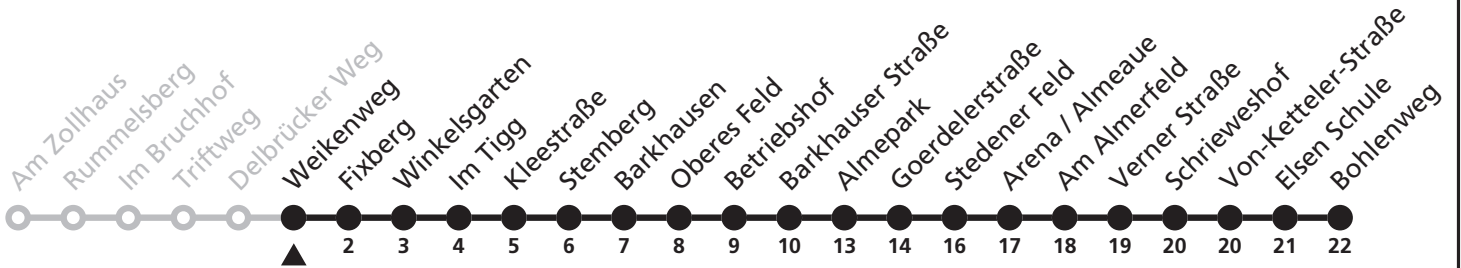 Am Zollhaus
Rummelsberg
Im Bruchhof
Triftweg
Delbrücker Weg
Weikenweg
Fixberg
Winkelsgarten
Im Tigg
Kleestraße
Stemberg
Barkhausen
Oberes Feld
Betriebshof
Barkhauser Straße
Almepark
Goerdelerstraße
Stedener Feld
Arena / Almeaue
Am Almerfeld
Verner Straße
Schrieweshof
Von-Ketteler-Straße
Elsen Schule
Bohlenweg
2 3 4 5 6 7 8 9 10 13 14 16 17 18 19 20 20 21 22